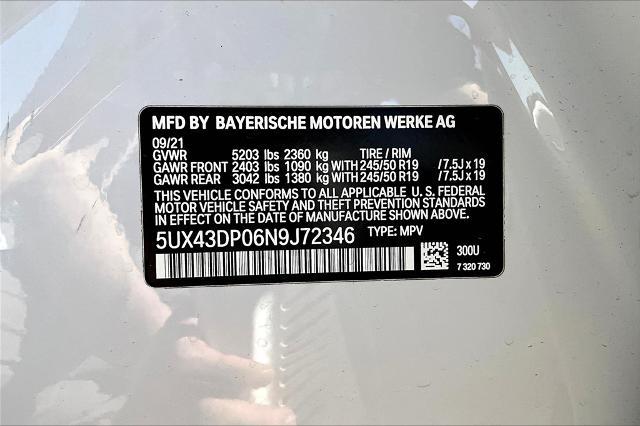 MFD BY BAYERISCHE MOTOREN WERKE AG
09/21
GVWR 5203 lbs 2360 kg TIRE / RIM
GAWR FRONT 2403 lbs 1090 kg WITH 245/50 R19 /7.5J x 19
GAWR REAR 3042 lbs 1380 kg WITH 245/50 R19 /7.5J x 19
THIS VEHICLE CONFORMS TO ALL APPLICABLE U. S. FEDERAL
MOTOR VEHICLE SAFETY AND THEFT PREVENTION STANDARDS
IN EFFECT ON THE DATE OF MANUFACTURE SHOWN ABOVE.
5UX43DP06N9J72346 TYPE: MPV
300U
7 320 730